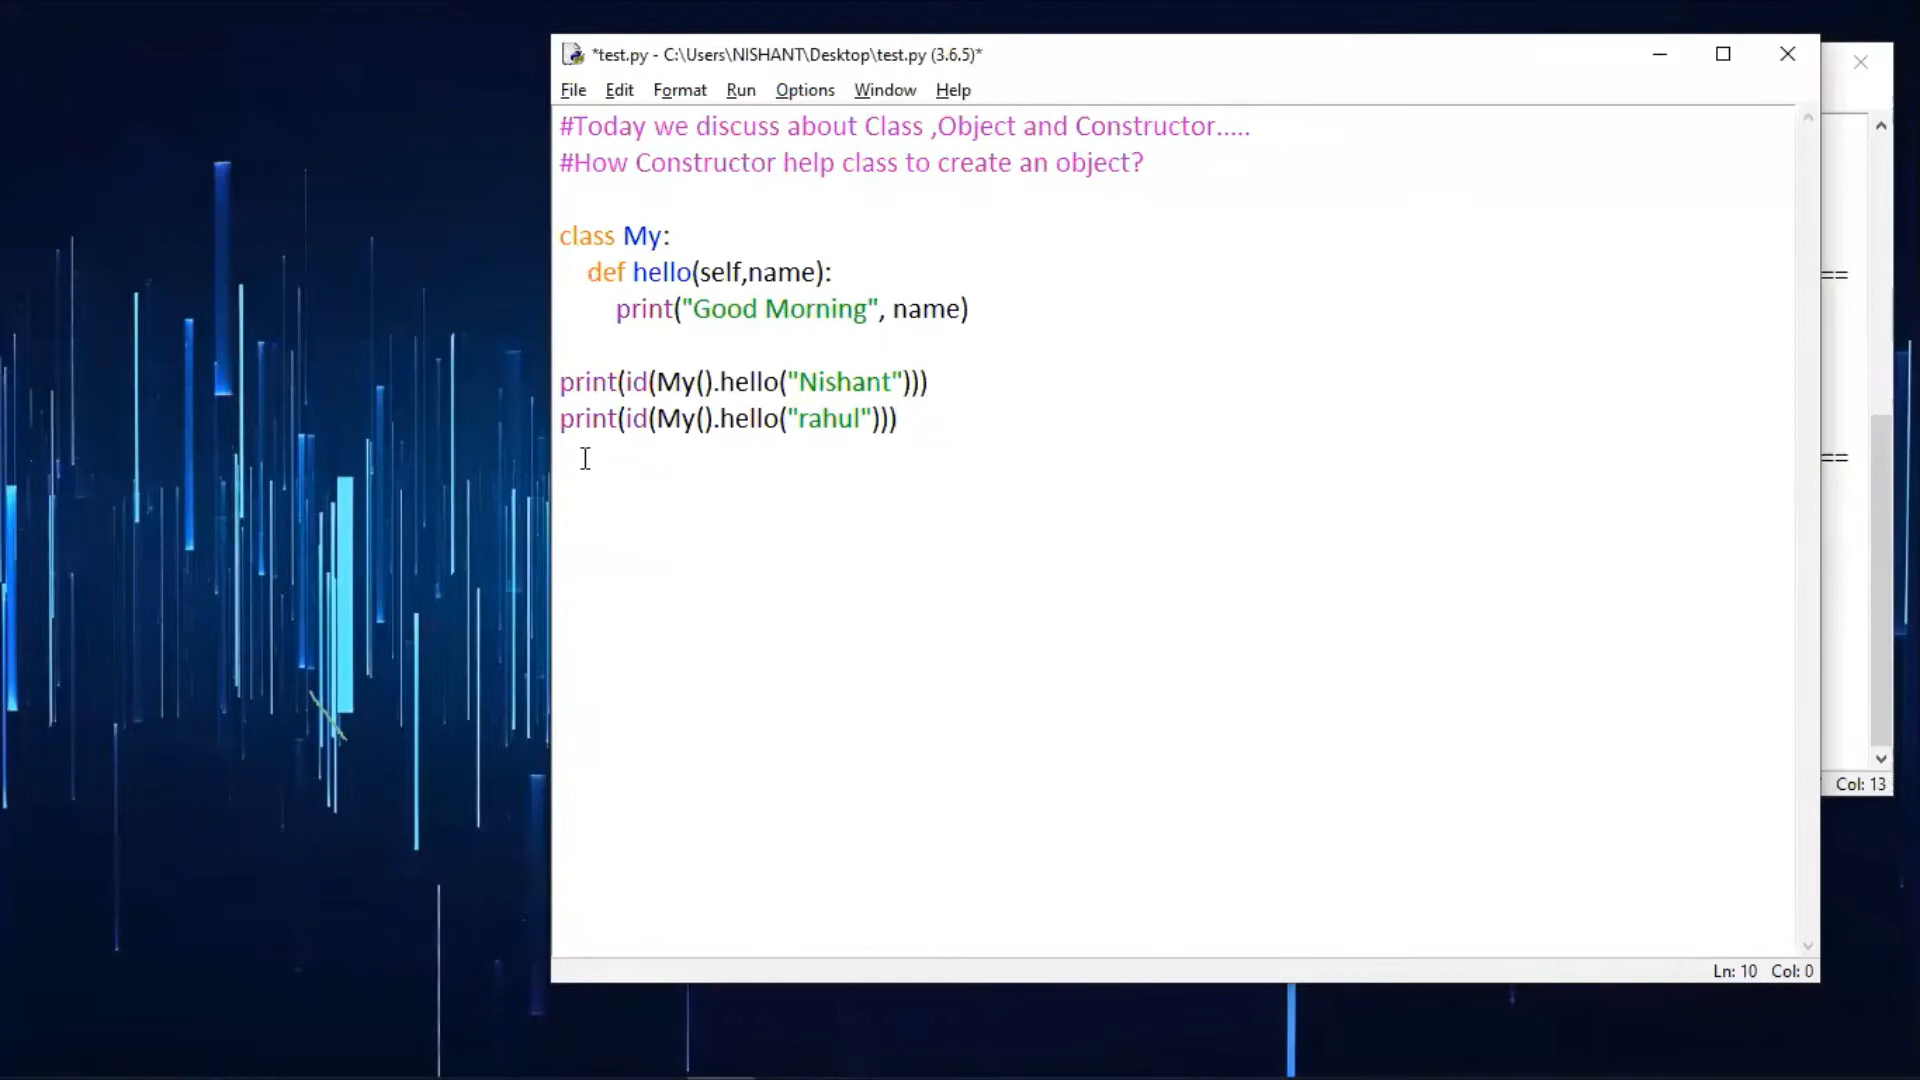 *test.py - C:\Users\NISHANT\Desktop\test.py (3.6.5)*
File Edit Format Run Options Window Help
#Today we discuss about Class ,Object and Constructor.....
#How Constructor help class to create an object?
class My:
def hello(self,name):
print("Good Morning", name)
print(id(My().hello("Nishant")))
print(id(My().hello("rahul")))
==
==
Col: 13
Ln: 10 Col: 0